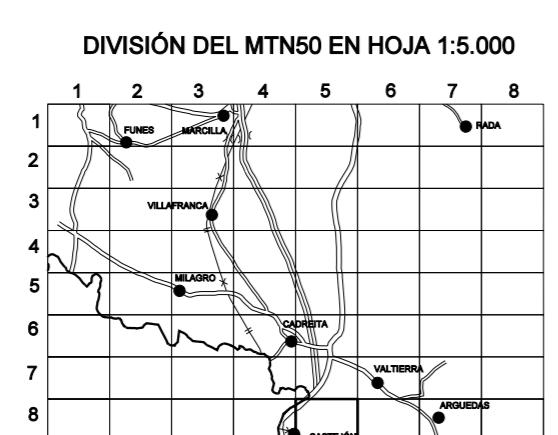 DIVISIÓN DEL MTN50 EN HOJA 1:5.000
1 2 3 4 5 6 7 8
1
FUNES
MARCILLA
RADA
2
3
VILLAFRANCA
4
5
MILAGRO
6
CADREITA
7
VALTIERRA
8
ARGUEDAS